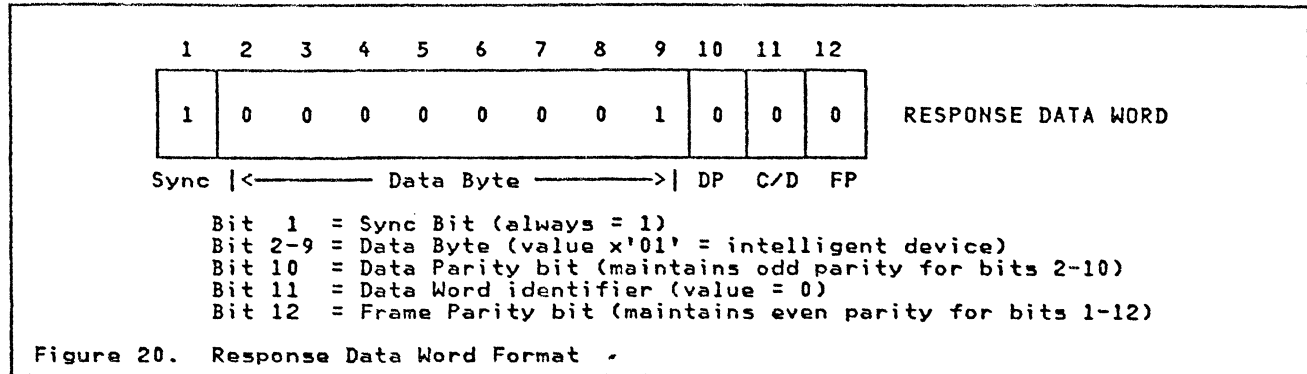 1 2 3 4 5 6 7 8 9 10 11 12
1 0 0 0 0 0 0 0 1 0 0 0 RESPONSE DATA WORD
Sync |<———— Data Byte ————>| DP C/D FP
Bit 1 = Sync Bit (always = 1)
Bit 2-9 = Data Byte (value x'01' = intelligent device)
Bit 10 = Data Parity bit (maintains odd parity for bits 2-10)
Bit 11 = Data Word identifier (value = 0)
Bit 12 = Frame Parity bit (maintains even parity for bits 1-12)
Figure 20. Response Data Word Format